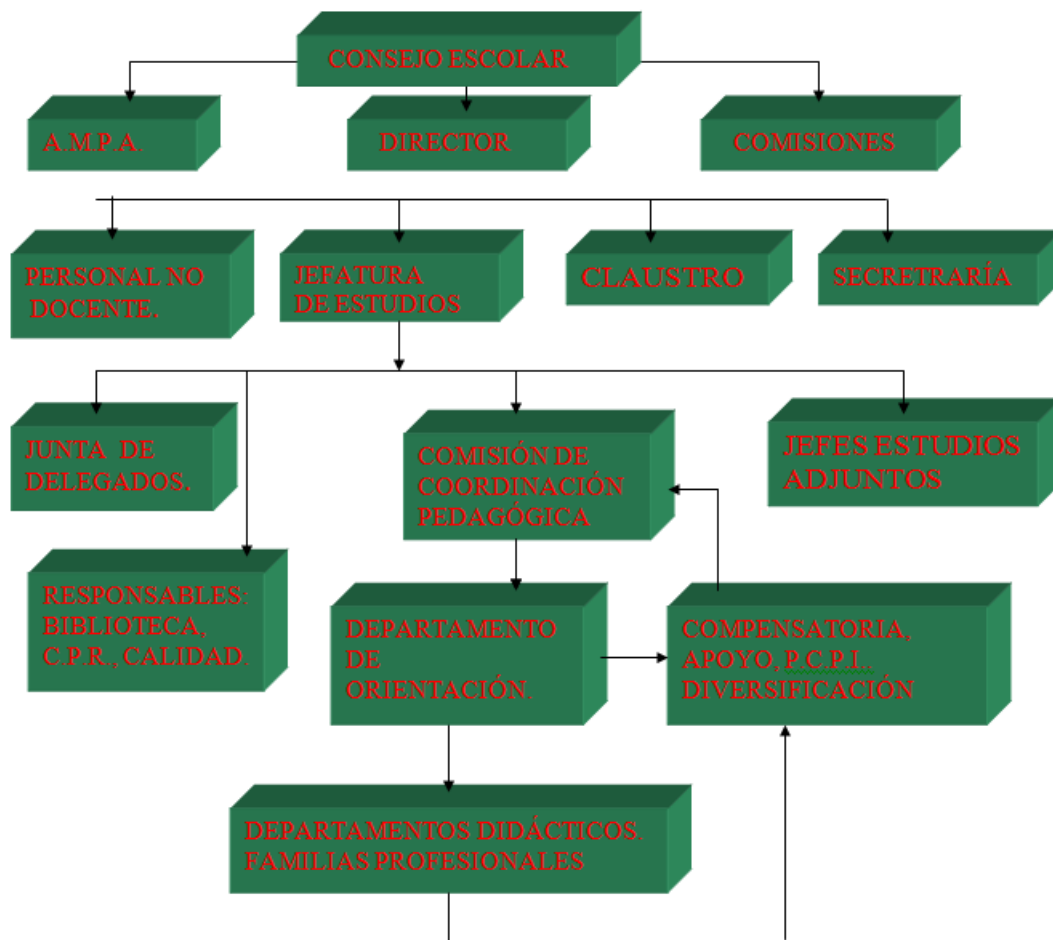 CONSEJO ESCOLAR
A.M.P.A.
DIRECTOR
COMISIONES
PERSONAL NO
DOCENTE.
JEFATURA
DE ESTUDIOS
CLAUSTRO
SECRETRARÍA
JUNTA DE
DELEGADOS.
COMISIÓN DE
COORDINACIÓN
PEDAGÓGICA
JEFES ESTUDIOS
ADJUNTOS
RESPONSABLES:
BIBLIOTECA,
C.P.R., CALIDAD.
DEPARTAMENTO
DE
ORIENTACIÓN.
COMPENSATORIA,
APOYO, P.C.P.I..
DIVERSIFICACIÓN
DEPARTAMENTOS DIDÁCTICOS.
FAMILIAS PROFESIONALES